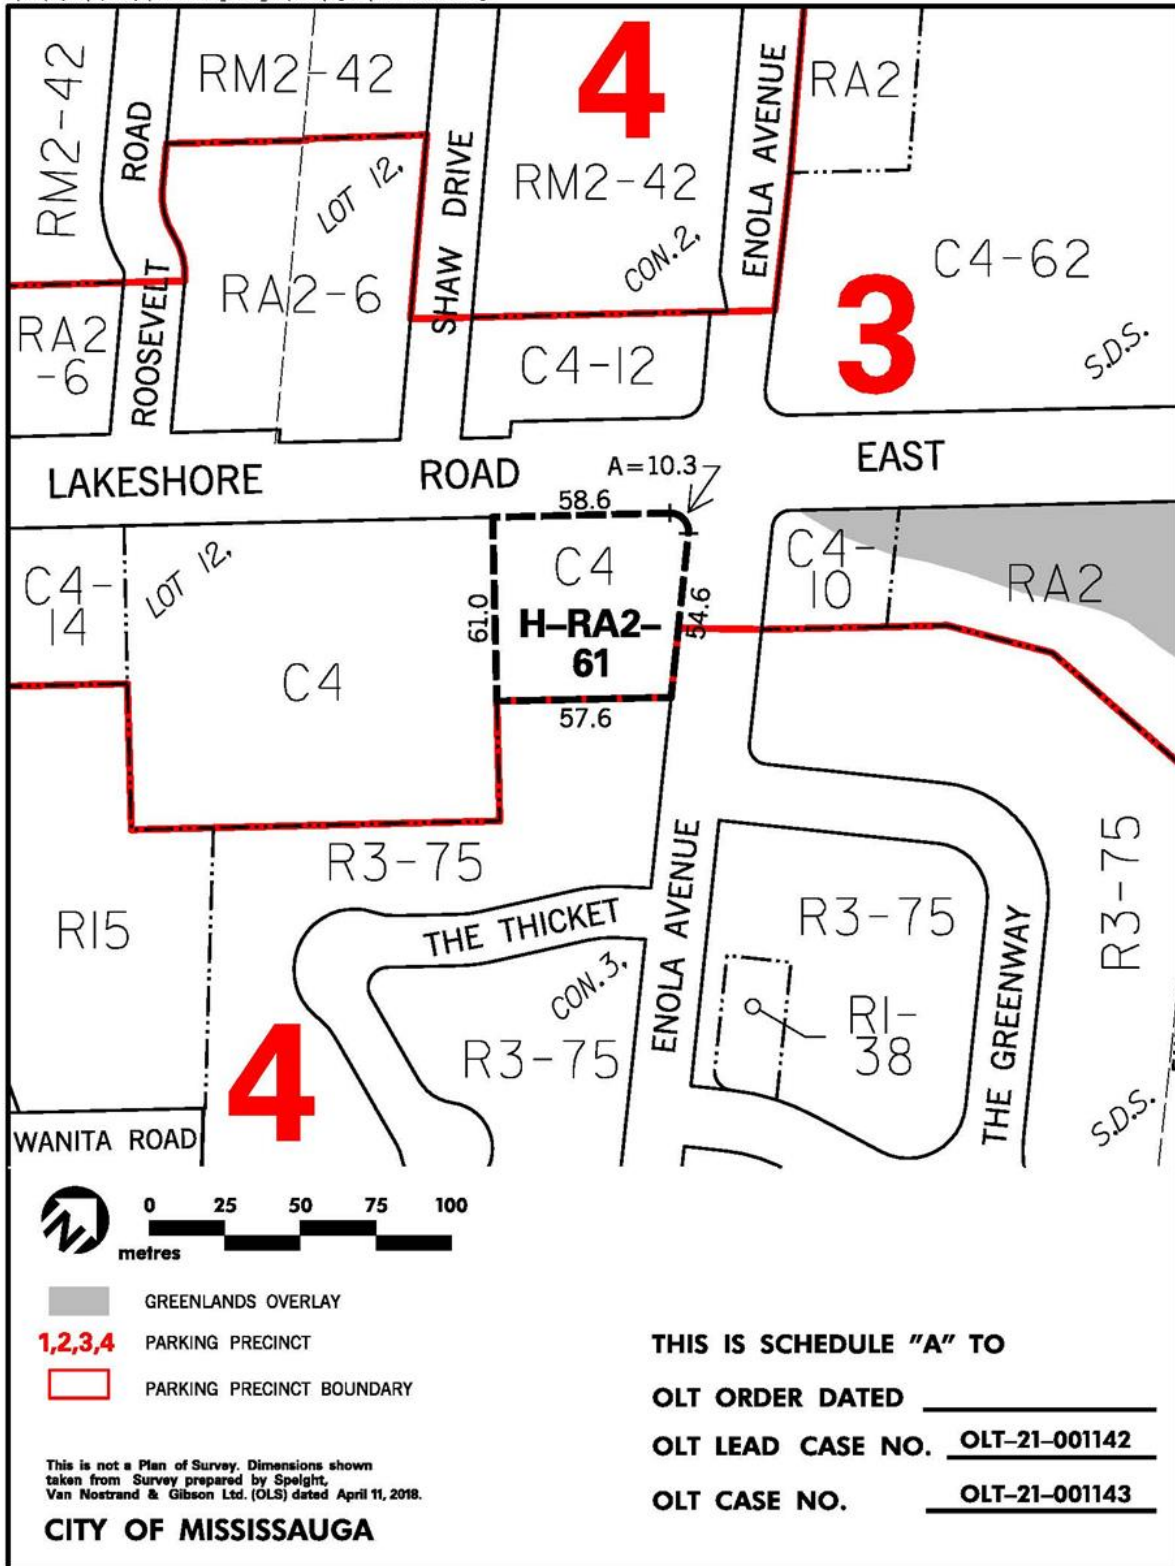 RM2-42
ROAD
RM2-42
4
ENOLA AVENUE
RA2
LOT 12,
SHAW DRIVE
RM2-42
CON.2,
C4-62
RA2-6
3
RA2
-6
ROOSEVELT
C4-12
S.D.S.
LAKESHORE
ROAD
A=10.3
EAST
58.6
C4-
14
LOT 12,
61.0
C4
H-RA2-
61
54.6
C4-
10
RA2
C4
57.6
R3-75
R3-75
R15
THE THICKET
ENOLA AVENUE
R3-75
CON.3,
THE GREENWAY
R3-75
R1-
38
4
S.D.S.
WANITA ROAD
0 25 50 75 100
metres
GREENLANDS OVERLAY
1,2,3,4 PARKING PRECINCT
PARKING PRECINCT BOUNDARY
THIS IS SCHEDULE "A" TO
OLT ORDER DATED
OLT LEAD CASE NO. OLT-21-001142
OLT CASE NO. OLT-21-001143
This is not a Plan of Survey. Dimensions shown
taken from Survey prepared by Speight,
Van Nostrand & Gibson Ltd. (OLS) dated April 11, 2018.
CITY OF MISSISSAUGA